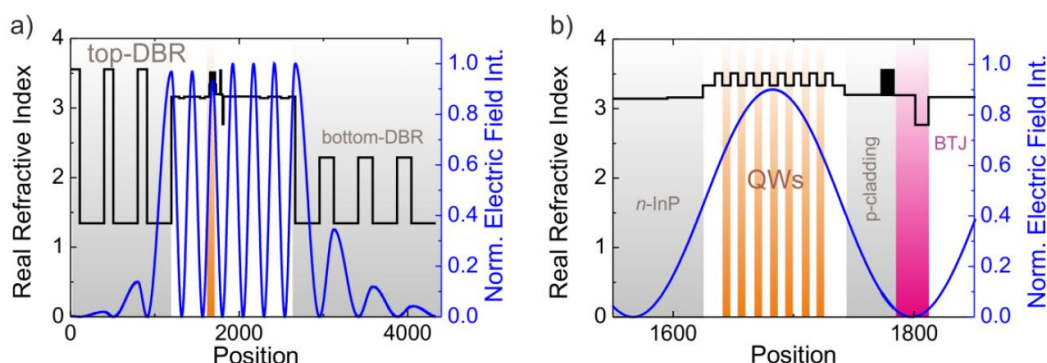 a)
top-DBR
bottom-DBR
Real Refractive Index
Norm. Electric Field Int.
Position
4
3
2
1
0
1.0
0.8
0.6
0.4
0.2
0.0
0
2000
4000
b)
n-InP
QWs
p-cladding
BTJ
Real Refractive Index
Norm. Electric Field Int.
Position
4
3
2
1
0
1.0
0.8
0.6
0.4
0.2
0.0
1600
1700
1800